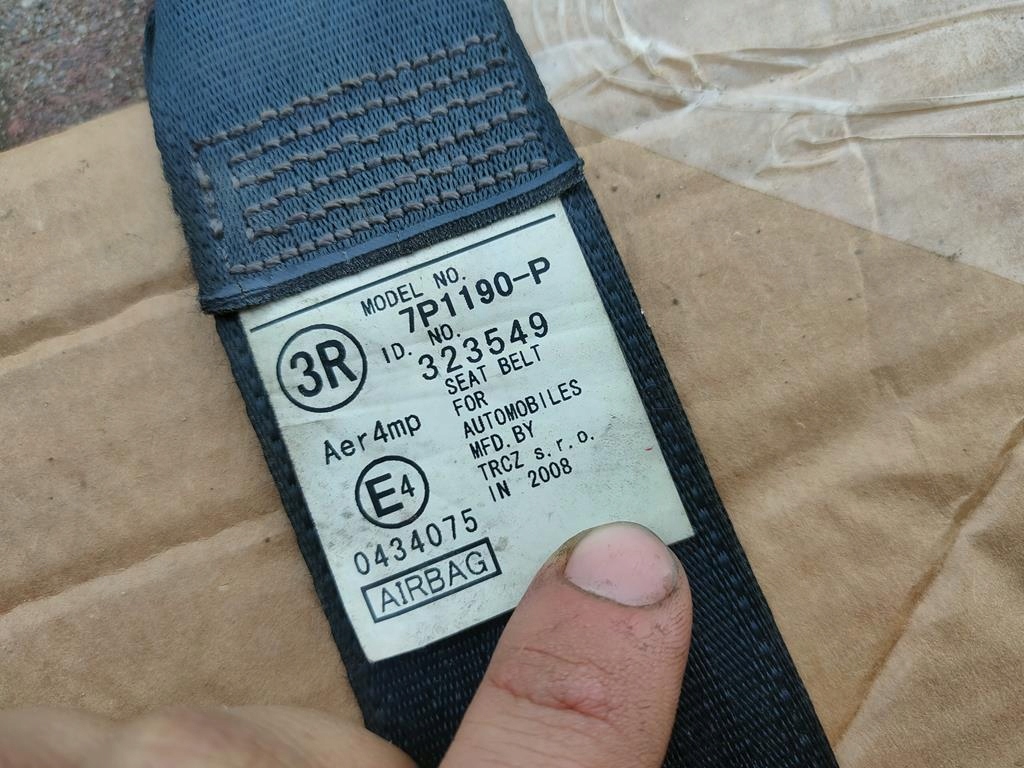 MODEL NO.
7P1190-P
3R
ID. NO.
323549
SEAT BELT
FOR
AUTOMOBILES
MFD. BY
TRCZ s.r.o.
IN 2008
Aer4mp
E4
0434075
AIRBAG